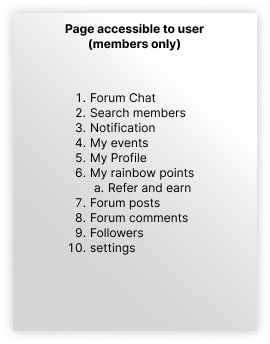 Page accessible to user
(members only)
1. Forum Chat
2. Search members
3. Notification
4. My events
5. My Profile
6. My rainbow points
a. Refer and earn
7. Forum posts
8. Forum comments
9. Followers
10. settings